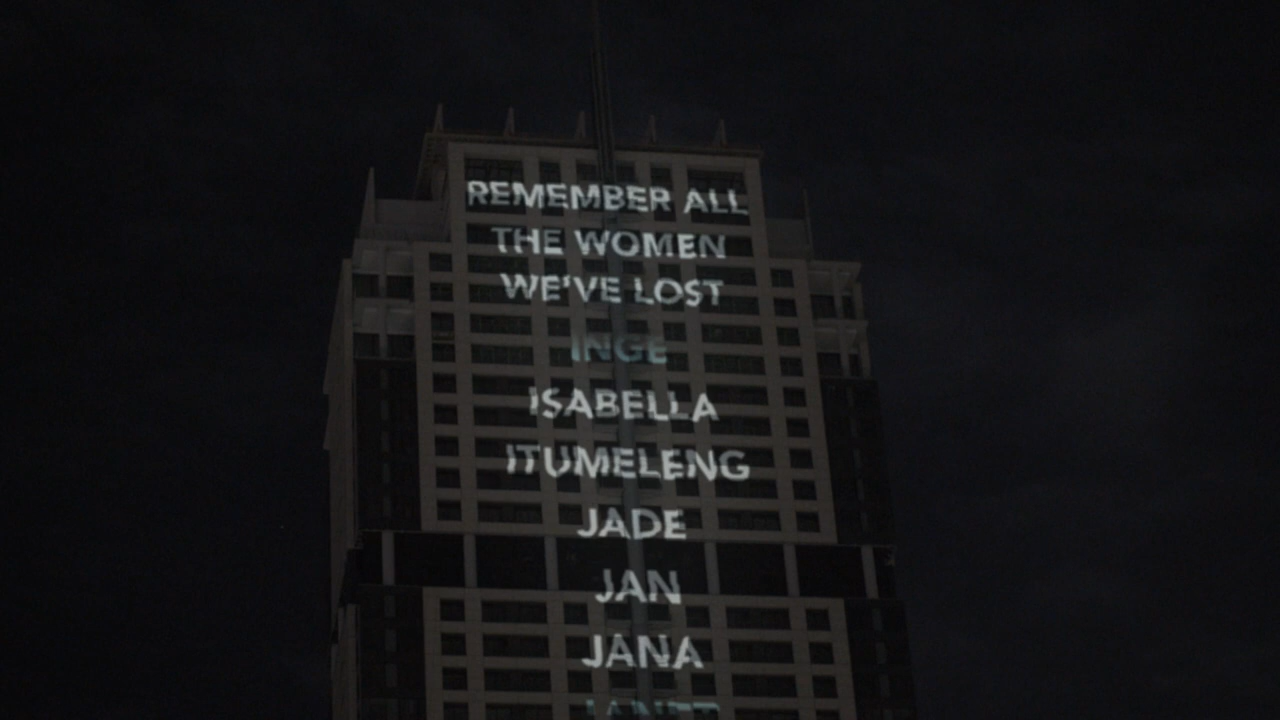 REMEMBER ALL
THE WOMEN
WE'VE LOST
INGE
ISABELLA
ITUMELENG
JADE
JAN
JANA